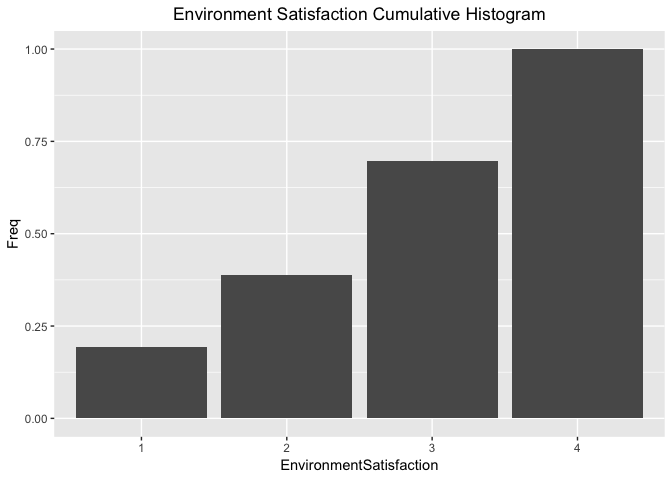 Environment Satisfaction Cumulative Histogram
1.00
0.75
0.50
0.25
0.00
Freq
1 2 3 4
EnvironmentSatisfaction